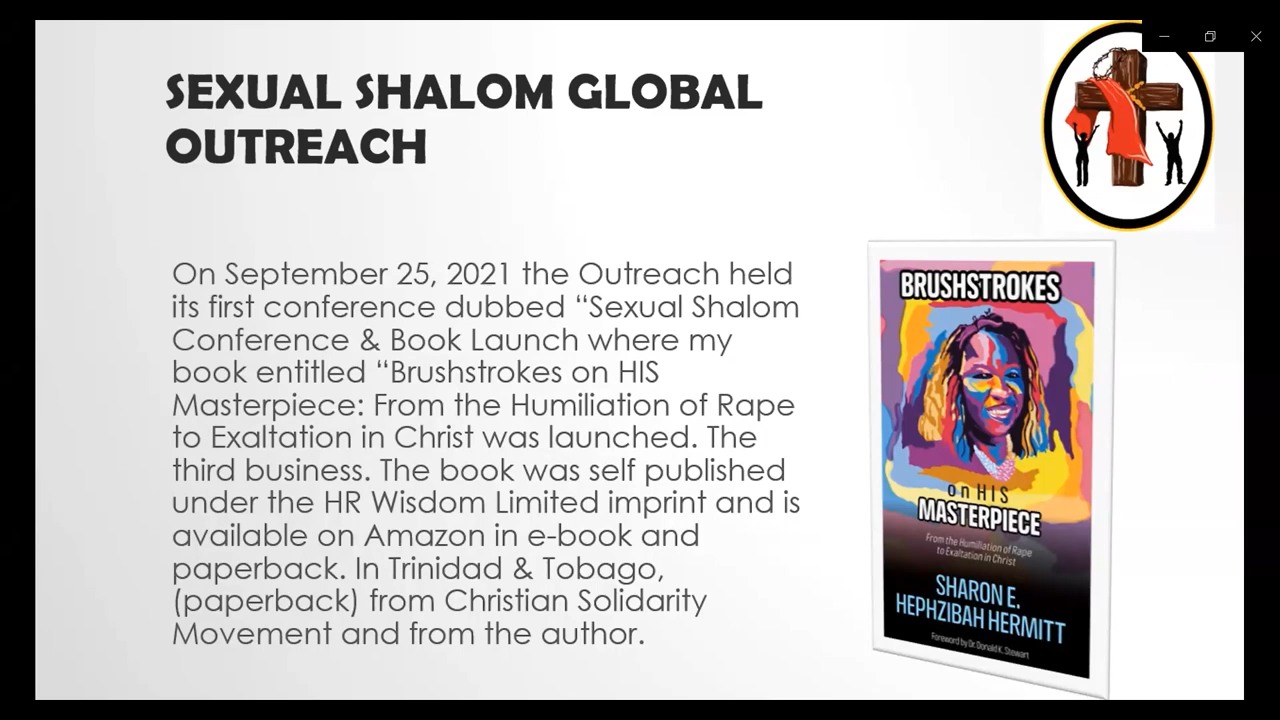 SEXUAL SHALOM GLOBAL
OUTREACH
On September 25, 2021 the Outreach held
its first conference dubbed “Sexual Shalom
Conference & Book Launch where my
book entitled “Brushstrokes on HIS
Masterpiece: From the Humiliation of Rape
to Exaltation in Christ was launched. The
third business. The book was self published
under the HR Wisdom Limited imprint and is
available on Amazon in e-book and
paperback. In Trinidad & Tobago,
(paperback) from Christian Solidarity
Movement and from the author.
BRUSHSTROKES
on HIS
MASTERPIECE
From the Humiliation of Rape
to Exaltation in Christ
SHARON E.
HEPHZIBAH HERMITT
Foreword by Dr. Donald K. Stewart